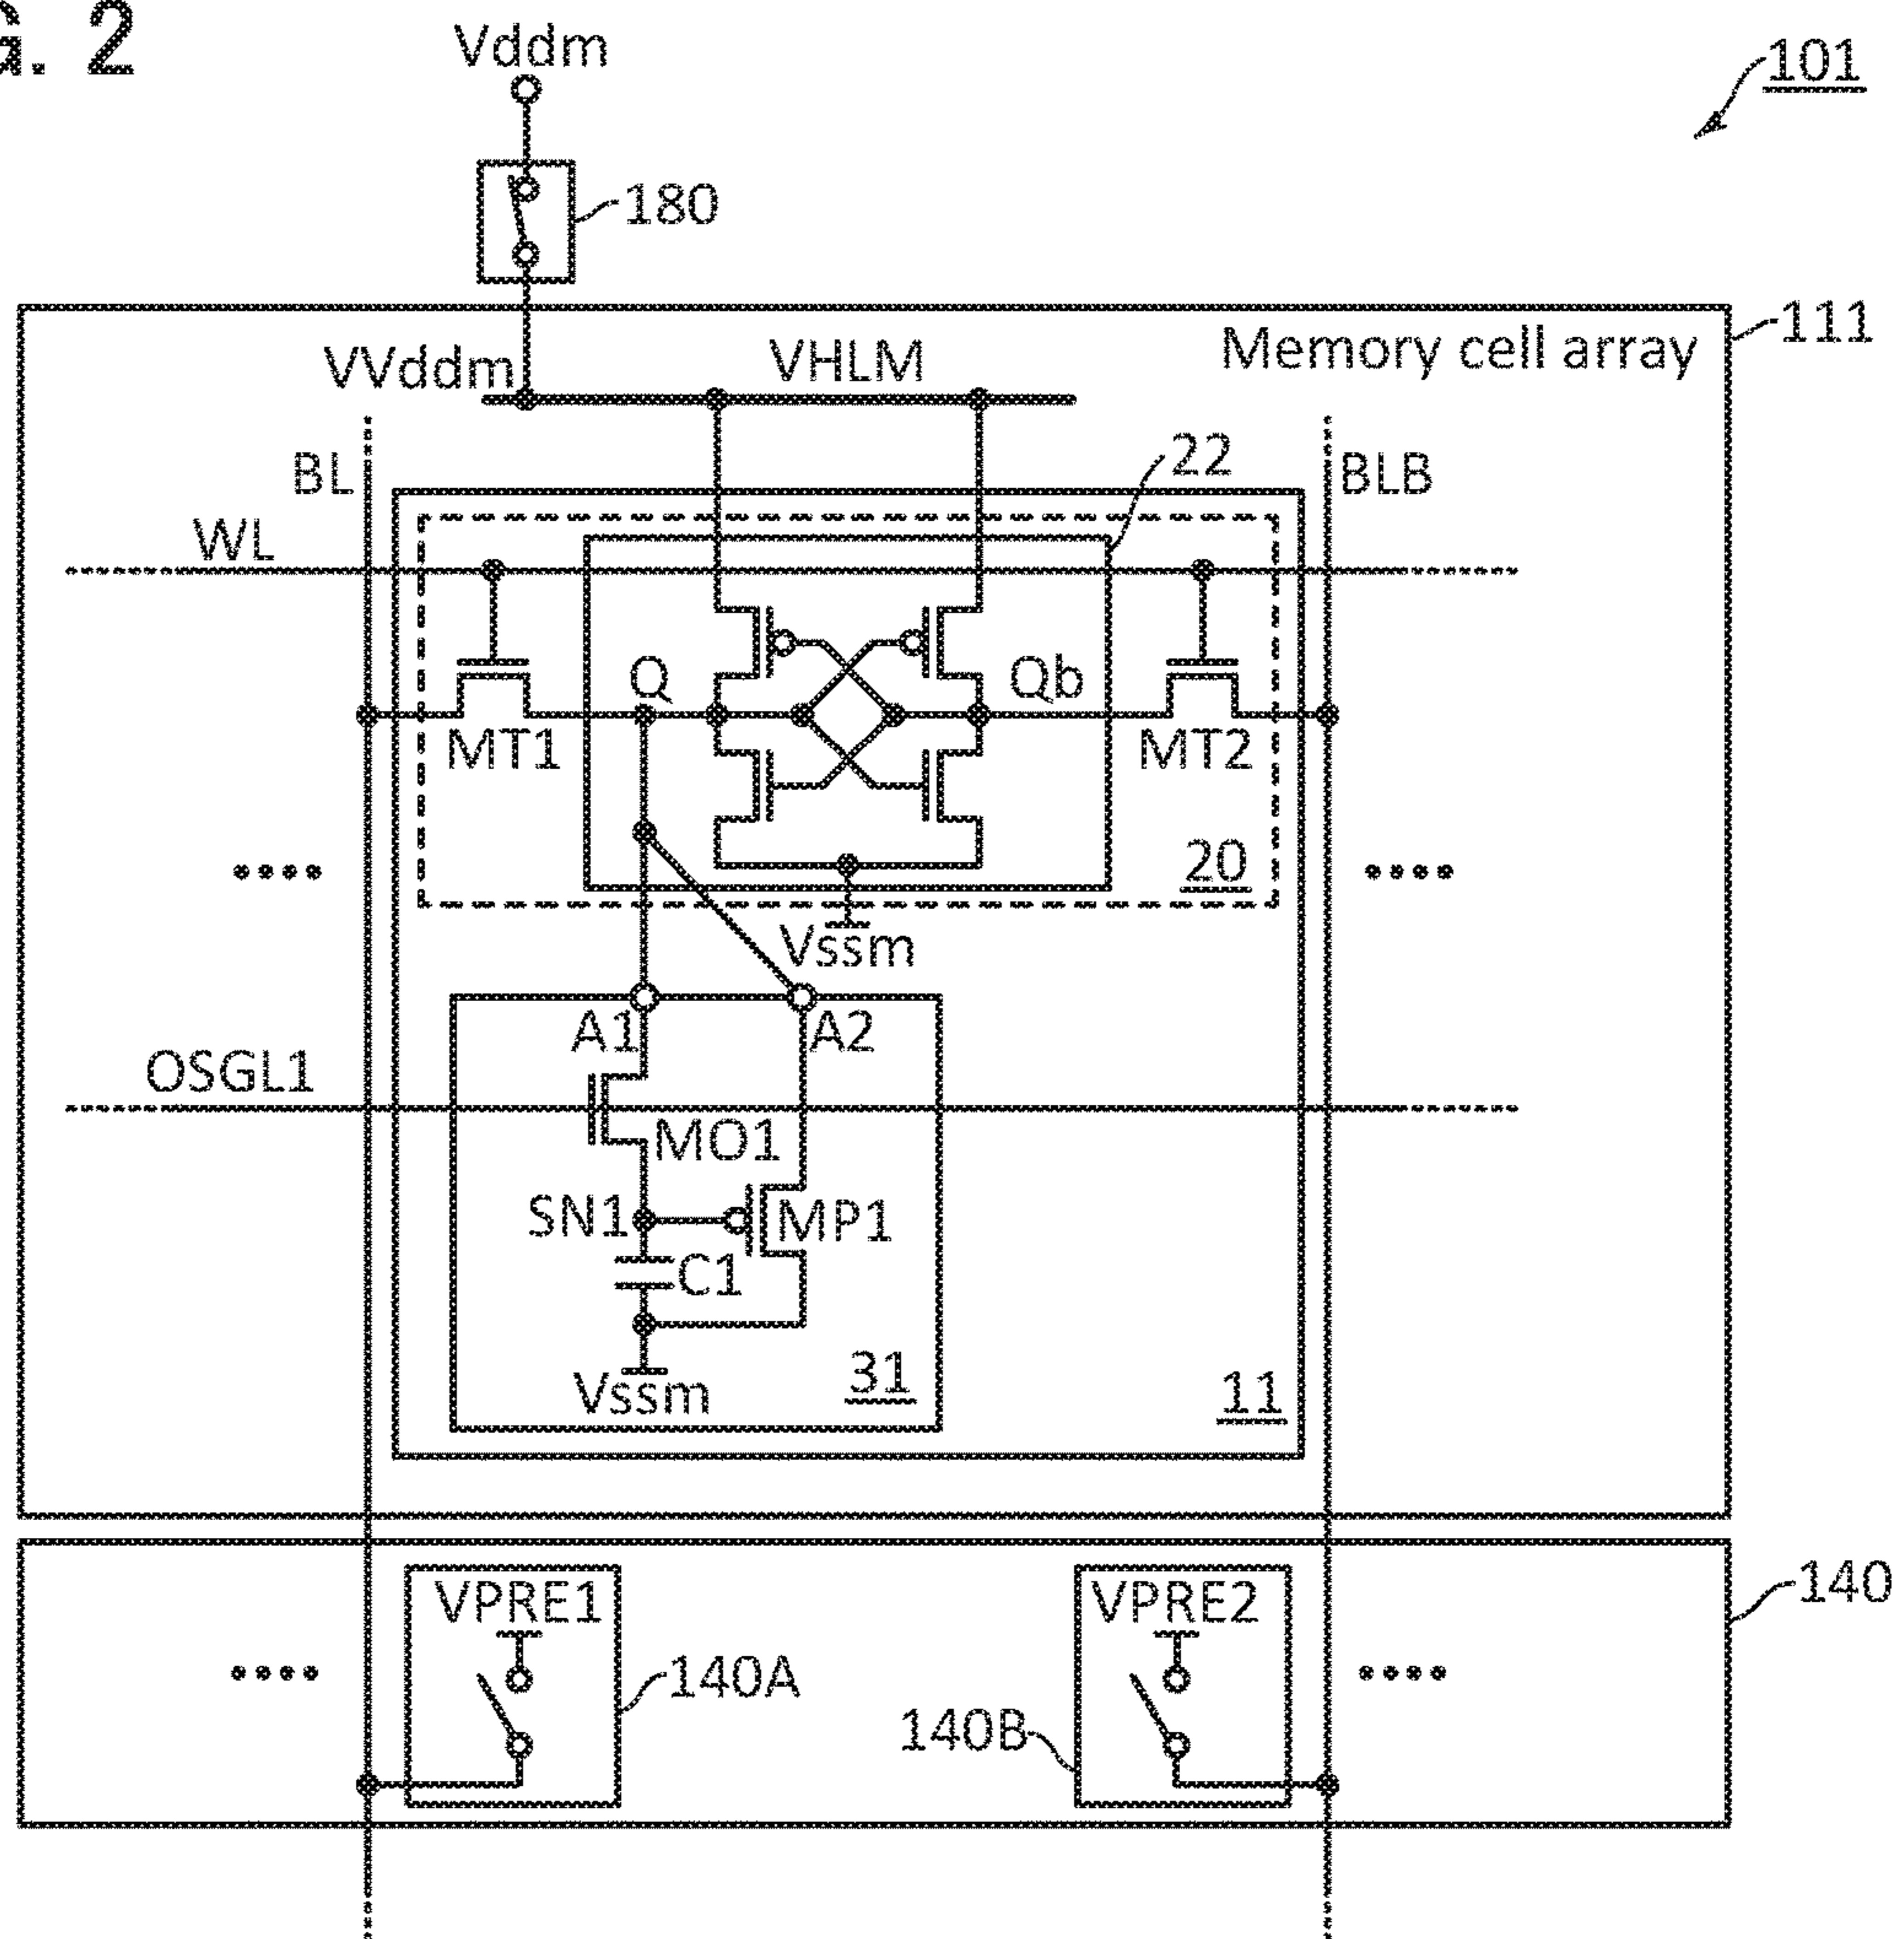 G. 2
Vddm
101
180
111
VVddm
VHLM
Memory cell array
22
BL
BLB
WL
Q
Qb
MT1
MT2
20
Vssm
A1
A2
OSGL1
MO1
SN1
MP1
C1
31
Vssm
11
VPRE1
VPRE2
140
140A
140B